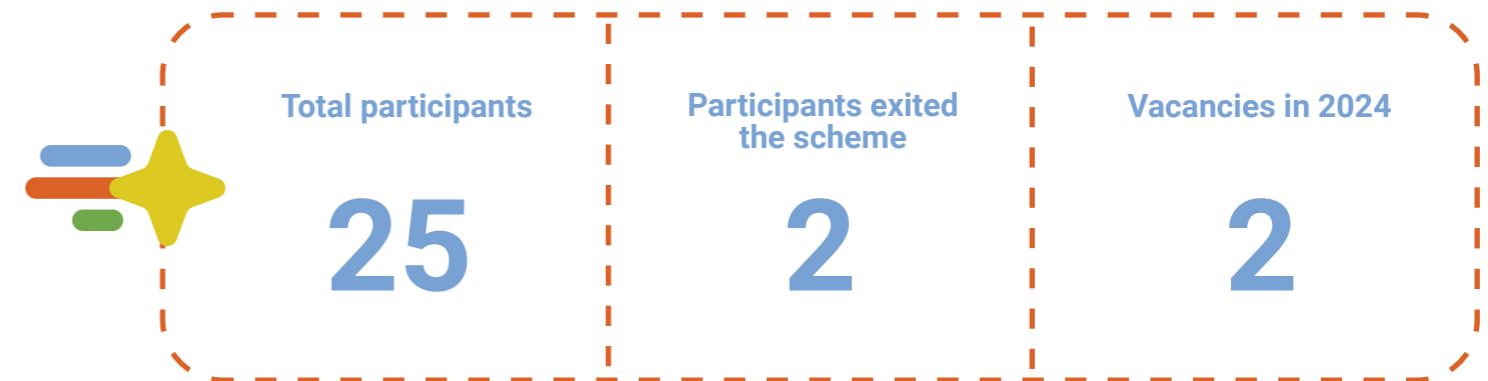 Total participants
25
Participants exited
the scheme
2
Vacancies in 2024
2